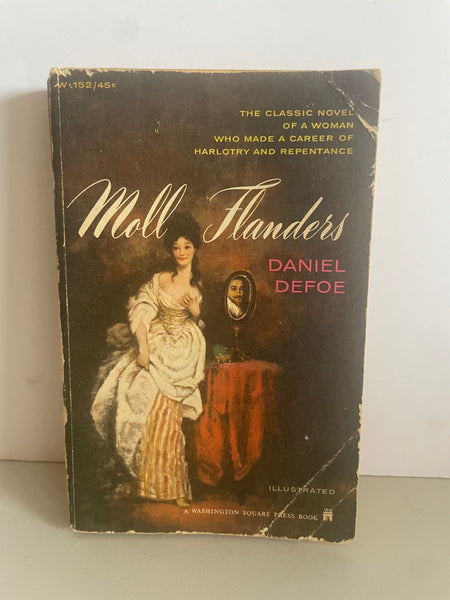 W•152/45¢
THE CLASSIC NOVEL
OF A WOMAN
WHO MADE A CAREER OF
HARLOTRY AND REPENTANCE
Moll Flanders
DANIEL
DEFOE
ILLUSTRATED
A WASHINGTON SQUARE PRESS BOOK